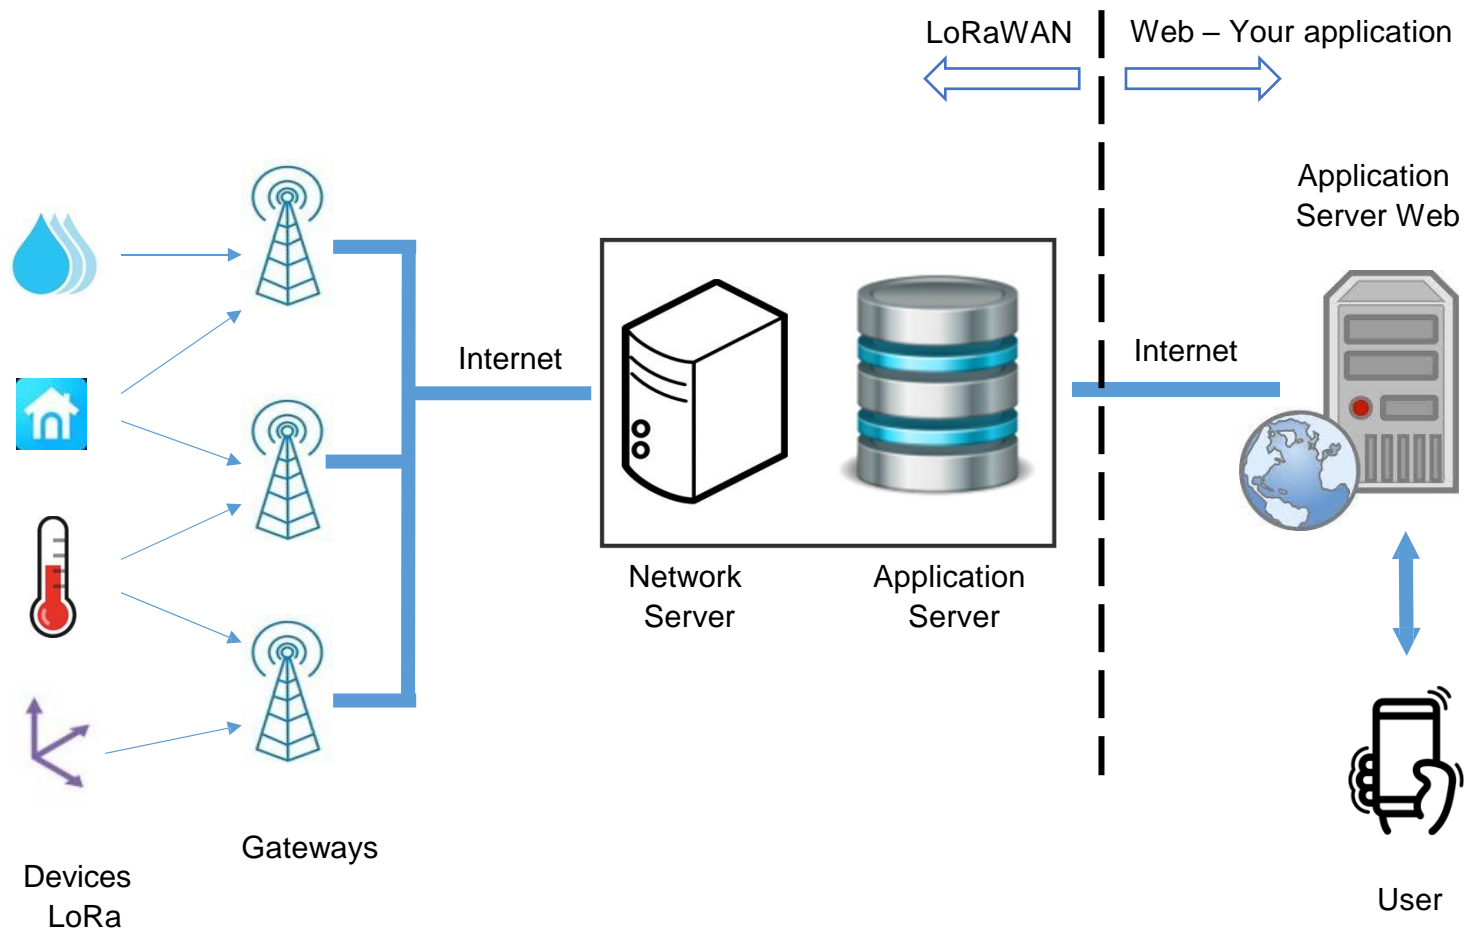 LoRaWAN
Web – Your application
Application
Server Web
Internet
Internet
Network
Server
Application
Server
Gateways
Devices
LoRa
User